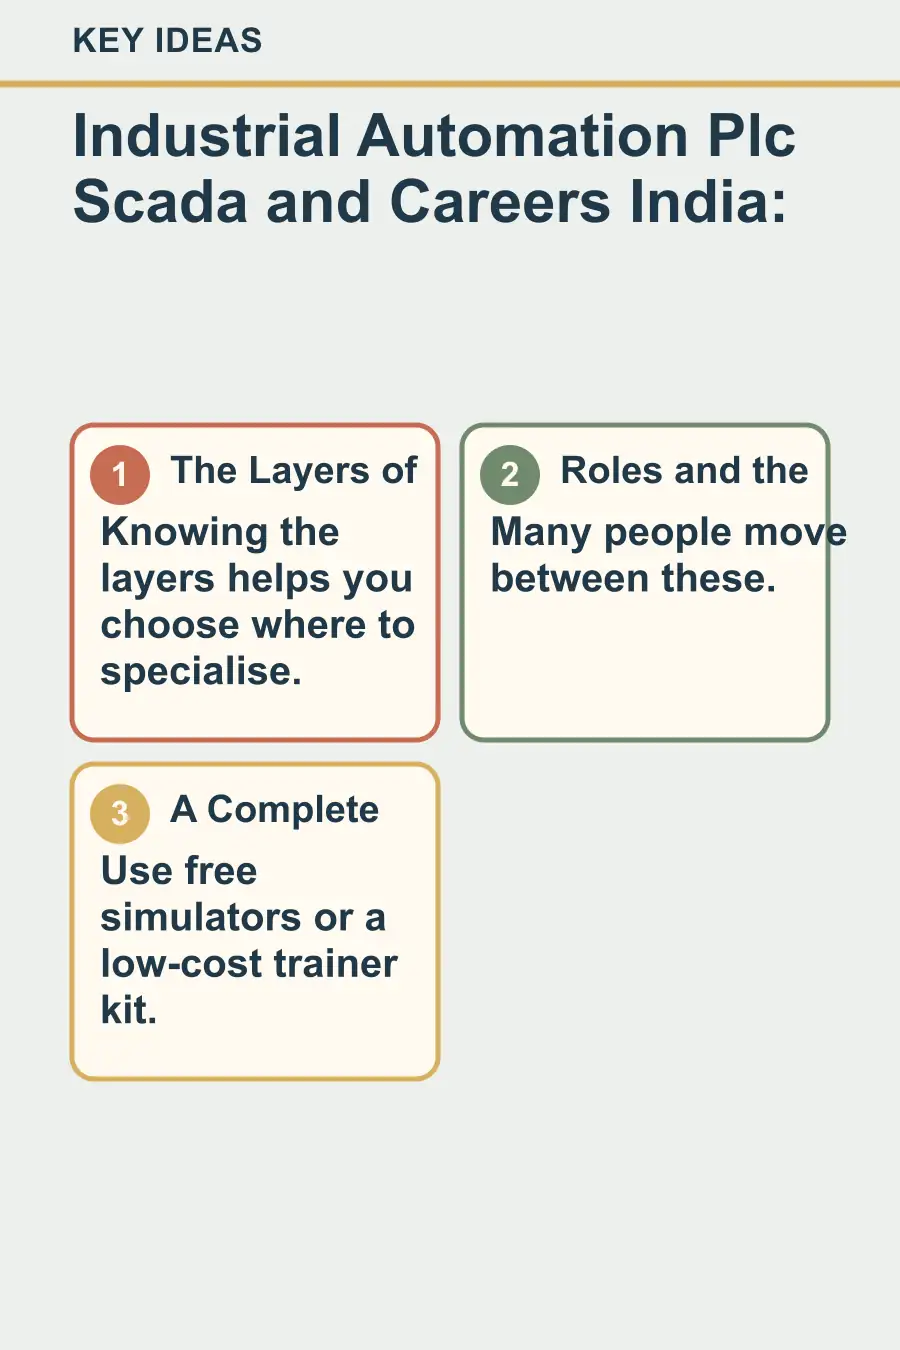 KEY IDEAS
Industrial Automation Plc
Scada and Careers India:
1 The Layers of
Knowing the
layers helps you
choose where to
specialise.
2 Roles and the
Many people move
between these.
3 A Complete
Use free
simulators or a
low-cost trainer
kit.